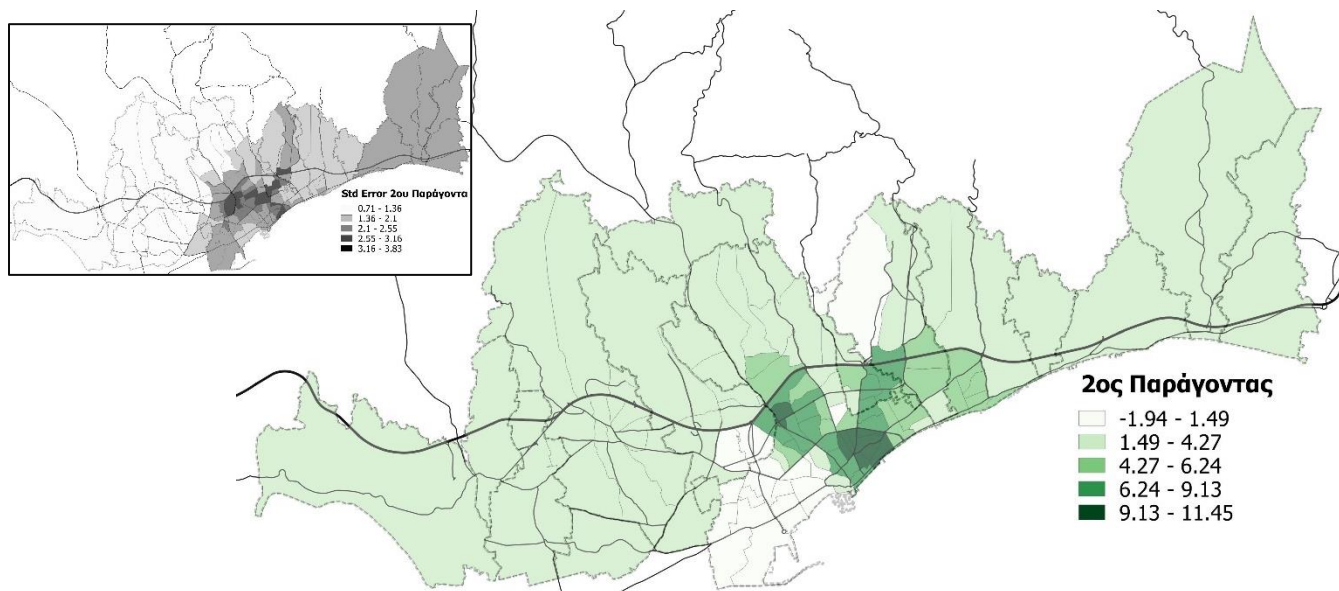 Std Error 2ου Παράγοντα
0.71 - 1.36
1.36 - 2.1
2.1 - 2.55
2.55 - 3.16
3.16 - 3.83
2ος Παράγοντας
-1.94 - 1.49
1.49 - 4.27
4.27 - 6.24
6.24 - 9.13
9.13 - 11.45